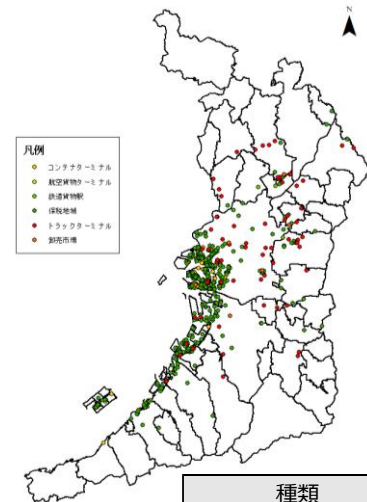 N
凡例
コンテナターミナル
航空貨物ターミナル
鉄道貨物駅
保税地域
トラックターミナル
卸売市場
種類